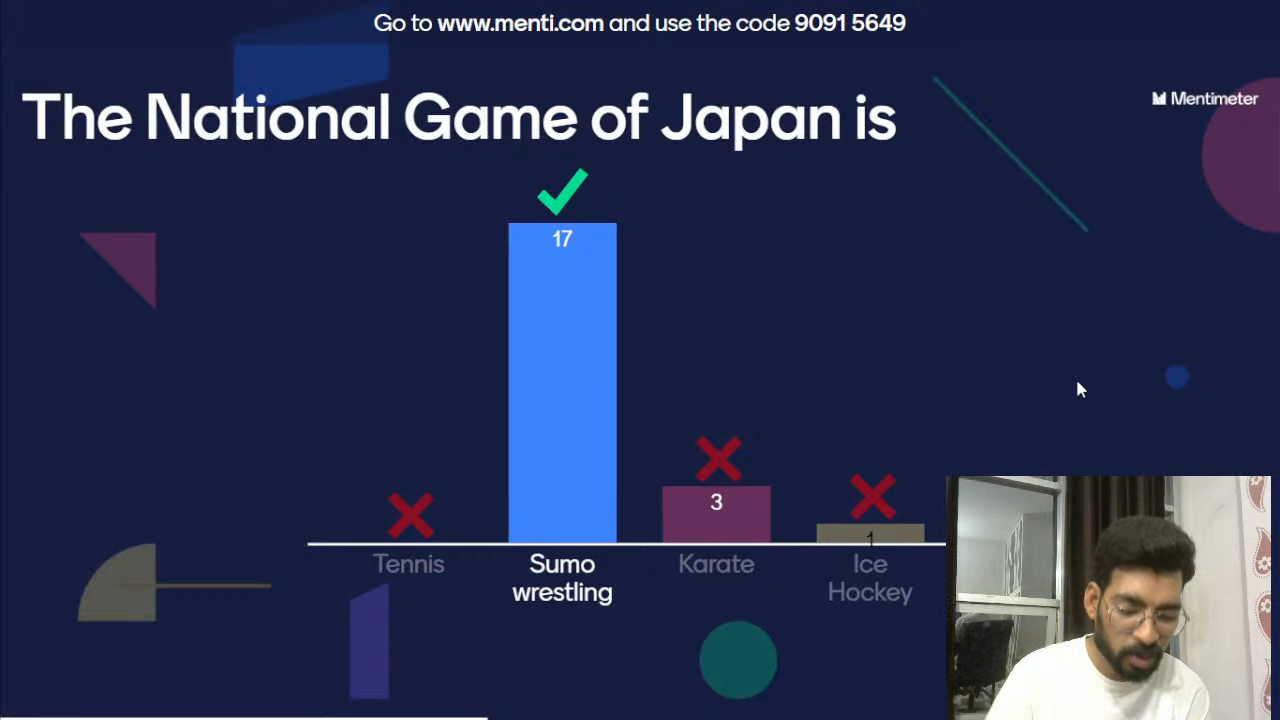 Go to www.menti.com and use the code 9091 5649
The National Game of Japan is
Mentimeter
17
3
1
Tennis
Sumo
wrestling
Karate
Ice
Hockey